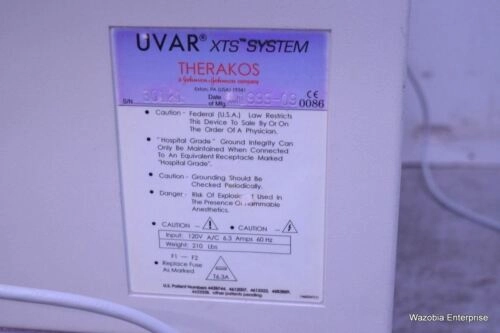 UVAR® XTS™ SYSTEM
THERAKOS
a Johnson & Johnson company
Exton, PA (USA) 19341
S/N Date of Mfg. CE 0086
• Caution - Federal (U.S.A.) Law Restricts
This Device To Sale By Or On
The Order Of A Physician.
• "Hospital Grade" Ground Integrity Can
Only Be Maintained When Connected
To An Equivalent Receptacle Marked
"Hospital Grade".
• Caution - Grounding Should Be
Checked Periodically.
• Danger - Risk Of Explosion If Used In
The Presence Of Flammable
Anesthetics.
• CAUTION - • CAUTION -
Input: 120V A/C 6.3 Amps 60 Hz
Weight: 210 Lbs
F1 — F2
• Replace Fuse
As Marked
T6.3A
U.S. Patent Numbers
other patents pending
Wazobia Enterprise